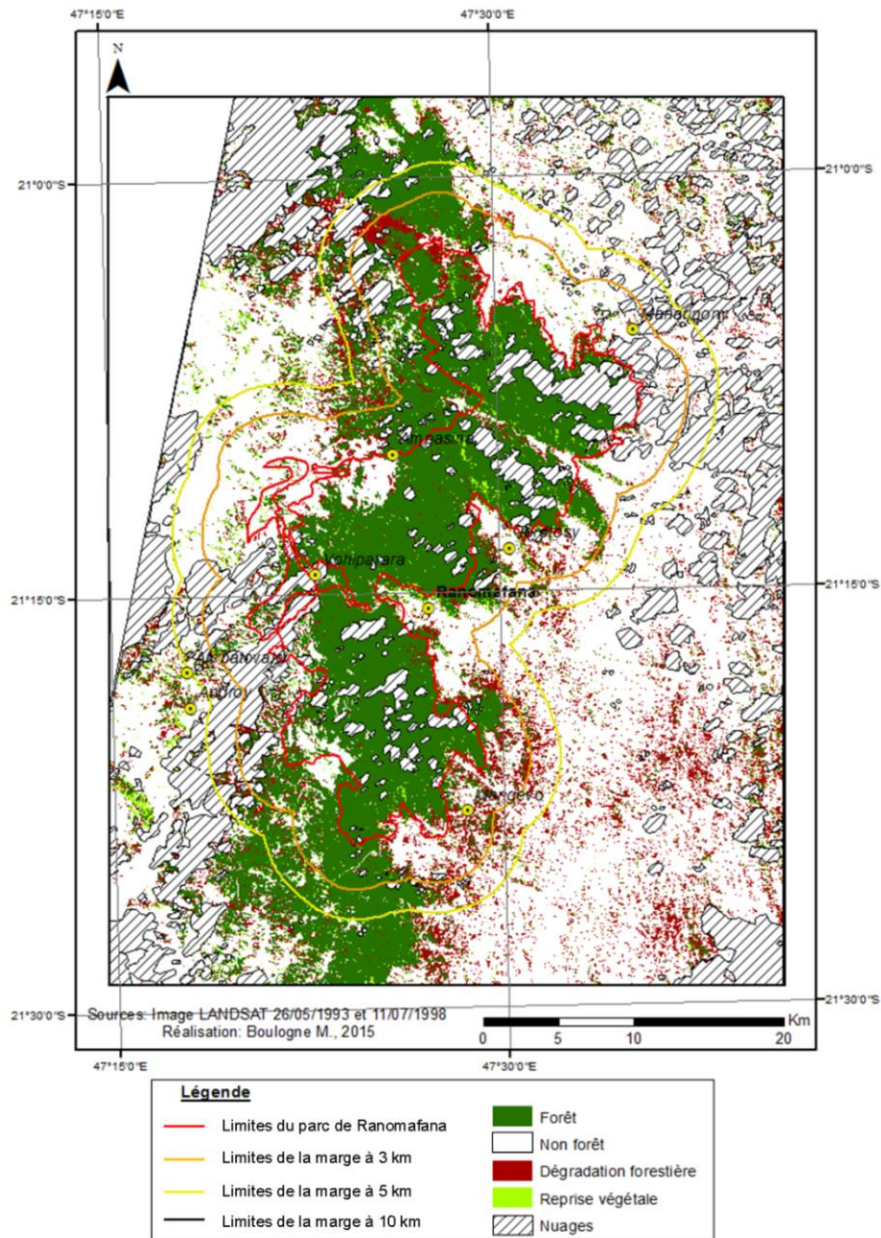 47°15'0"E 47°30'0"E
N
21°0'0"S 21°0'0"S
Ranomafana
21°15'0"S 21°15'0"S
Androy
21°30'0"S 21°30'0"S
Sources: Image LANDSAT 26/05/1993 et 11/07/1998
Réalisation: Boulogne M., 2015
Km
0 5 10 20
47°15'0"E 47°30'0"E
Légende
Limites du parc de Ranomafana
Limites de la marge à 3 km
Limites de la marge à 5 km
Limites de la marge à 10 km
Forêt
Non forêt
Dégradation forestière
Reprise végétale
Nuages